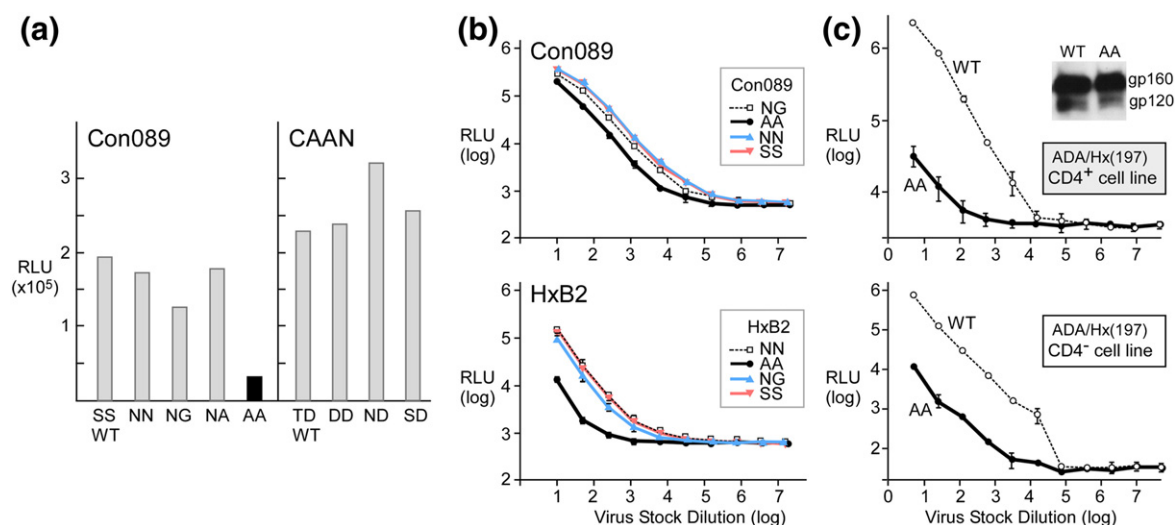 (a)
Con089
CAAN
3
2
1
RLU
(x10⁵)
SS NN NG NA AA TD DD ND SD
WT WT
(b)
Con089
6
5
4
3
2
RLU
(log)
Con089
NG
AA
NN
SS
1 2 3 4 5 6 7
HxB2
6
5
4
3
2
RLU
(log)
HxB2
NN
AA
NG
SS
1 2 3 4 5 6 7
Virus Stock Dilution (log)
(c)
6
5
4
RLU
(log)
WT
AA
WT AA
gp160
gp120
ADA/Hx(197)
CD4⁺ cell line
0 1 2 3 4 5 6 7
6
5
4
3
2
RLU
(log)
WT
AA
ADA/Hx(197)
CD4⁻ cell line
0 1 2 3 4 5 6 7
Virus Stock Dilution (log)